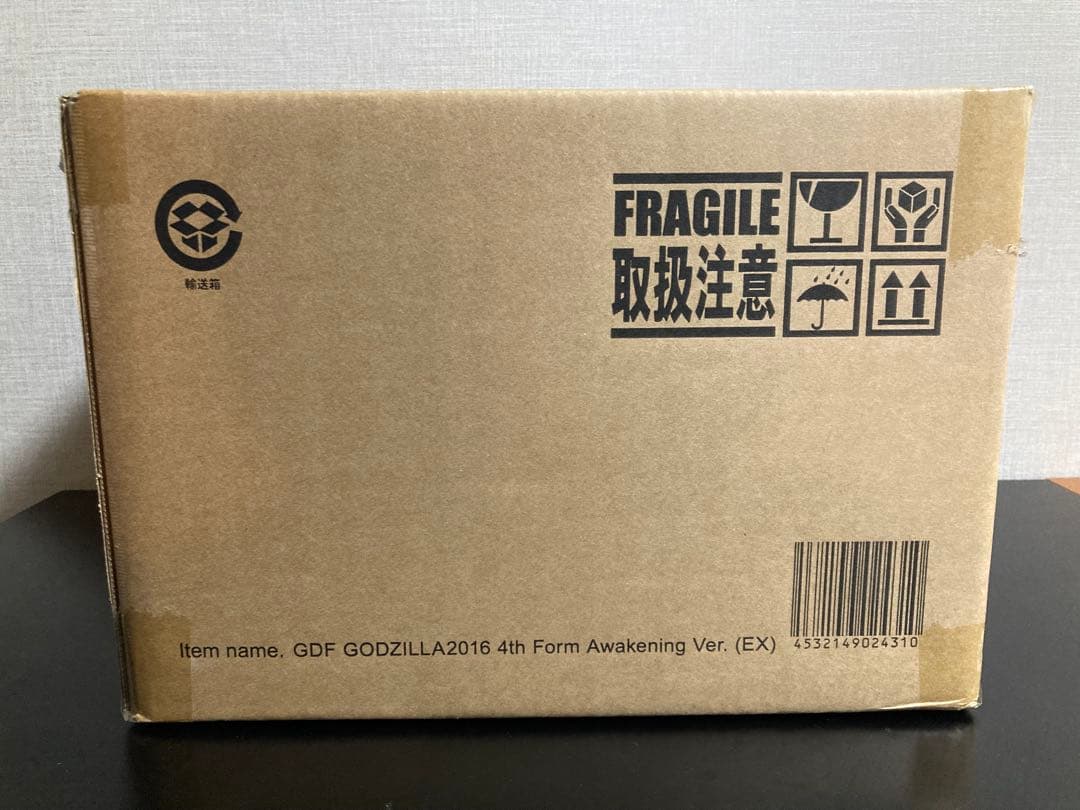 輸送箱
FRAGILE
取扱注意
Item name. GDF GODZILLA2016 4th Form Awakening Ver. (EX)
4532149024310